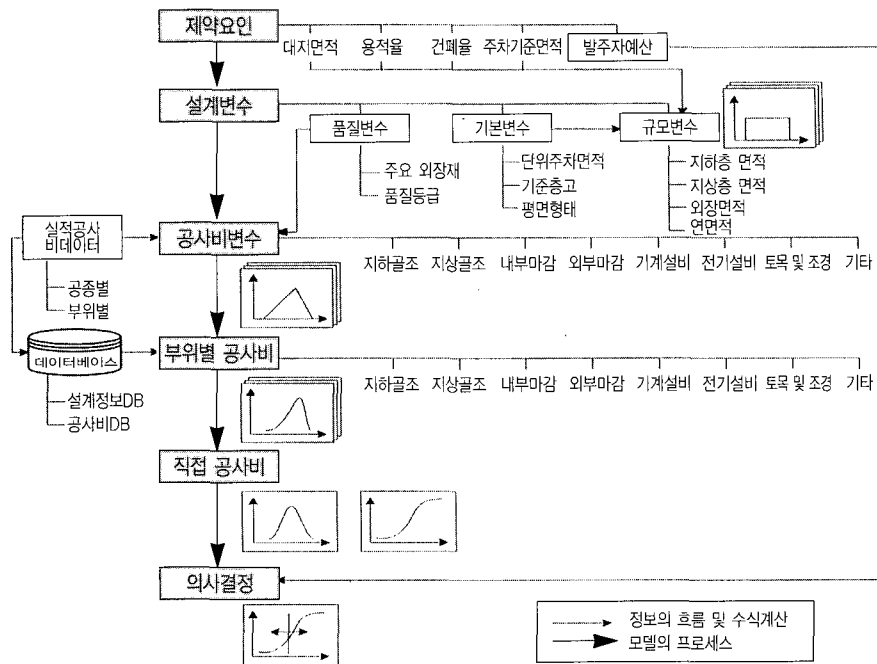 제약요인
대지면적 용적율 건폐율 주차기준면적 발주자예산
설계변수
품질변수 기본변수 규모변수
주요 외장재
품질등급
단위주차면적
기준층고
평면형태
지하층 면적
지상층 면적
외장면적
연면적
실적공사
비데이터
공종별
부위별
공사비변수
지하골조 지상골조 내부마감 외부마감 기계설비 전기설비 토목 및 조경 기타
데이터베이스
설계정보DB
공사비DB
부위별 공사비
지하골조 지상골조 내부마감 외부마감 기계설비 전기설비 토목 및 조경 기타
직접 공사비
의사결정
정보의 흐름 및 수식계산
모델의 프로세스